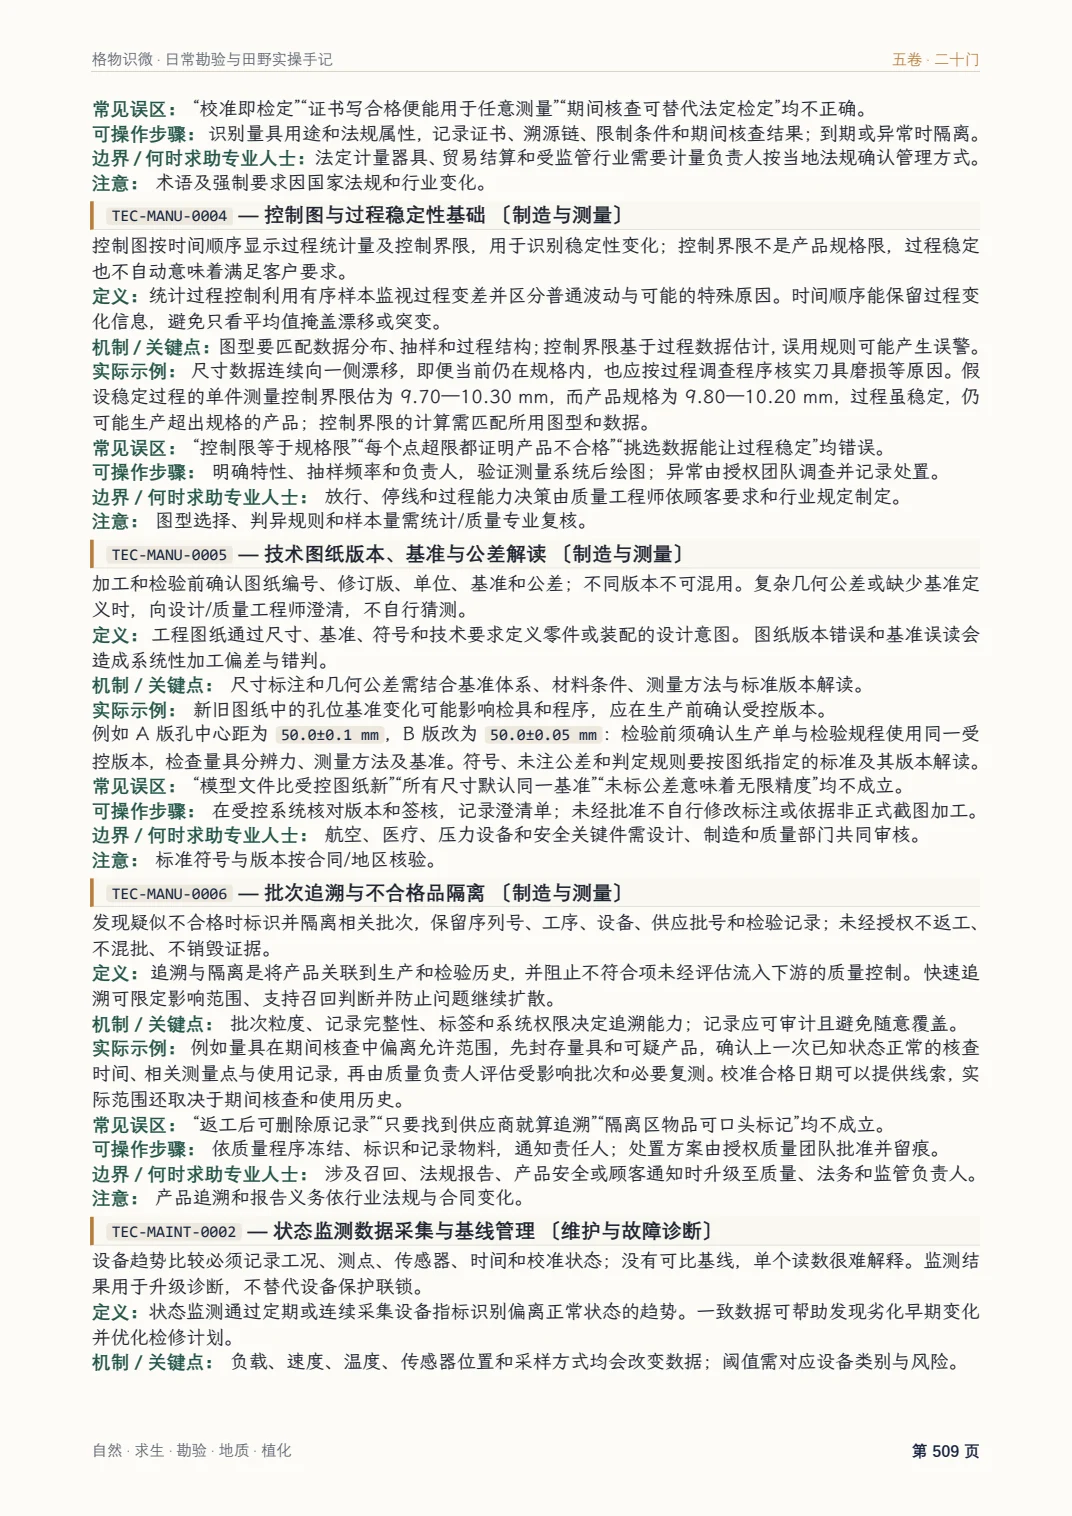 格物识微 · 日常勘验与田野实操手记
五卷 · 二十门
常见误区： “校准即检定”“证书写合格便能用于任意测量”“期间核查可替代法定检定”均不正确。
可操作步骤： 识别量具用途和法规属性，记录证书、溯源链、限制条件和期间核查结果；到期或异常时隔离。
边界 / 何时求助专业人士：法定计量器具、贸易结算和受监管行业需要计量负责人按当地法规确认管理方式。
注意： 术语及强制要求因国家法规和行业变化。
TEC-MANU-0004 — 控制图与过程稳定性基础 〔制造与测量〕
控制图按时间顺序显示过程统计量及控制界限，用于识别稳定性变化；控制界限不是产品规格限，过程稳定
也不自动意味着满足客户要求。
定义：统计过程控制利用有序样本监视过程变差并区分普通波动与可能的特殊原因。时间顺序能保留过程变
化信息，避免只看平均值掩盖漂移或突变。
机制 / 关键点：图型要匹配数据分布、抽样和过程结构；控制界限基于过程数据估计，误用规则可能产生误警。
实际示例： 尺寸数据连续向一侧漂移，即便当前仍在规格内，也应按过程调查程序核实刀具磨损等原因。假
设稳定过程的单件测量控制界限估为 9.70—10.30 mm，而产品规格为 9.80—10.20 mm，过程虽稳定，仍
可能生产超出规格的产品；控制界限的计算需匹配所用图型和数据。
常见误区： “控制限等于规格限”“每个点超限都证明产品不合格”“挑选数据能让过程稳定”均错误。
可操作步骤： 明确特性、抽样频率和负责人，验证测量系统后绘图；异常由授权团队调查并记录处置。
边界 / 何时求助专业人士： 放行、停线和过程能力决策由质量工程师依顾客要求和行业规定制定。
注意： 图型选择、判异规则和样本量需统计/质量专业复核。
TEC-MANU-0005 — 技术图纸版本、基准与公差解读 〔制造与测量〕
加工和检验前确认图纸编号、修订版、单位、基准和公差；不同版本不可混用。复杂几何公差或缺少基准定
义时，向设计/质量工程师澄清，不自行猜测。
定义：工程图纸通过尺寸、基准、符号和技术要求定义零件或装配的设计意图。图纸版本错误和基准误读会
造成系统性加工偏差与错判。
机制 / 关键点： 尺寸标注和几何公差需结合基准体系、材料条件、测量方法与标准版本解读。
实际示例： 新旧图纸中的孔位基准变化可能影响检具和程序，应在生产前确认受控版本。
例如 A 版孔中心距为 50.0±0.1 mm，B 版改为 50.0±0.05 mm：检验前须确认生产单与检验规程使用同一受
控版本，检查量具分辨力、测量方法及基准。符号、未注公差和判定规则要按图纸指定的标准及其版本解读。
常见误区： “模型文件比受控图纸新”“所有尺寸默认同一基准”“未标公差意味着无限精度”均不成立。
可操作步骤： 在受控系统核对版本和签核，记录澄清单；未经批准不自行修改标注或依据非正式截图加工。
边界 / 何时求助专业人士： 航空、医疗、压力设备和安全关键件需设计、制造和质量部门共同审核。
注意： 标准符号与版本按合同/地区核验。
TEC-MANU-0006 — 批次追溯与不合格品隔离 〔制造与测量〕
发现疑似不合格时标识并隔离相关批次，保留序列号、工序、设备、供应批号和检验记录；未经授权不返工、
不混批、不销毁证据。
定义：追溯与隔离是将产品关联到生产和检验历史，并阻止不符合项未经评估流入下游的质量控制。快速追
溯可限定影响范围、支持召回判断并防止问题继续扩散。
机制 / 关键点： 批次粒度、记录完整性、标签和系统权限决定追溯能力；记录应可审计且避免随意覆盖。
实际示例： 例如量具在期间核查中偏离允许范围，先封存量具和可疑产品，确认上一次已知状态正常的核查
时间、相关测量点与使用记录，再由质量负责人评估受影响批次和必要复测。校准合格日期可以提供线索，实
际范围还取决于期间核查和使用历史。
常见误区： “返工后可删除原记录”“只要找到供应商就算追溯”“隔离区物品可口头标记”均不成立。
可操作步骤： 依质量程序冻结、标识和记录物料，通知责任人；处置方案由授权质量团队批准并留痕。
边界 / 何时求助专业人士： 涉及召回、法规报告、产品安全或顾客通知时升级至质量、法务和监管负责人。
注意： 产品追溯和报告义务依行业法规与合同变化。
TEC-MAINT-0002 — 状态监测数据采集与基线管理 〔维护与故障诊断〕
设备趋势比较必须记录工况、测点、传感器、时间和校准状态；没有可比基线，单个读数很难解释。监测结
果用于升级诊断，不替代设备保护联锁。
定义：状态监测通过定期或连续采集设备指标识别偏离正常状态的趋势。一致数据可帮助发现劣化早期变化
并优化检修计划。
机制 / 关键点： 负载、速度、温度、传感器位置和采样方式均会改变数据；阈值需对应设备类别与风险。
自然 · 求生 · 勘验 · 地质 · 植化
第 509 页